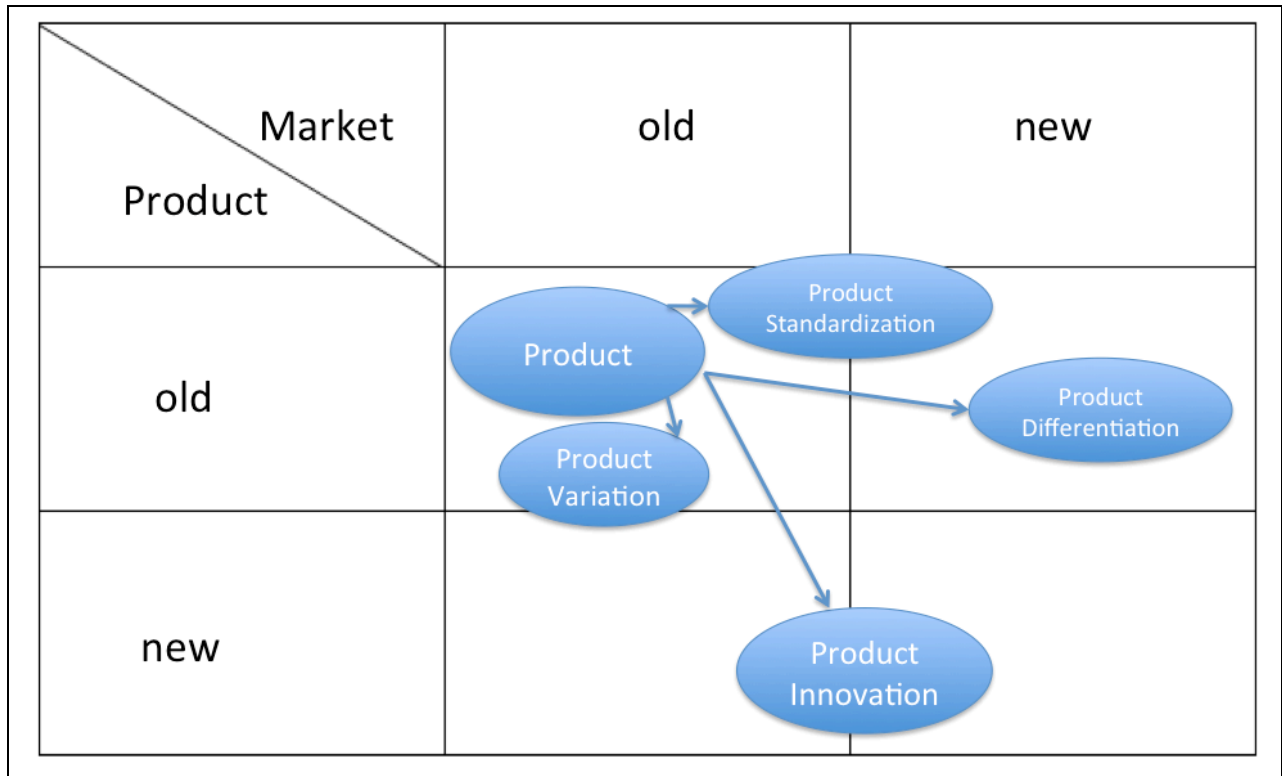 Market
Product
old
new
old
Product
Product
Standardization
Product
Differentiation
Product
Variation
new
Product
Innovation